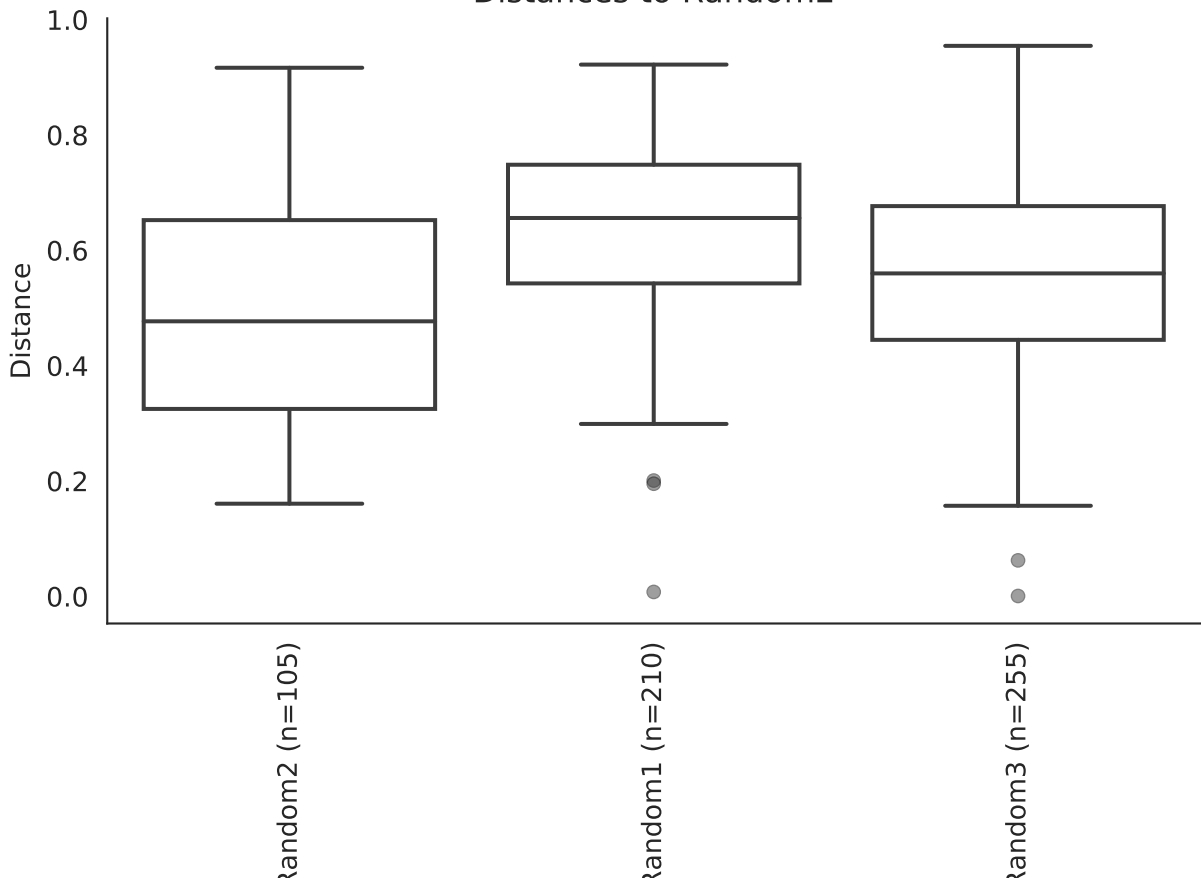 Distances to Random2
1.0
0.8
0.6
0.4
0.2
0.0
Distance
Random2 (n=105)
Random1 (n=210)
Random3 (n=255)